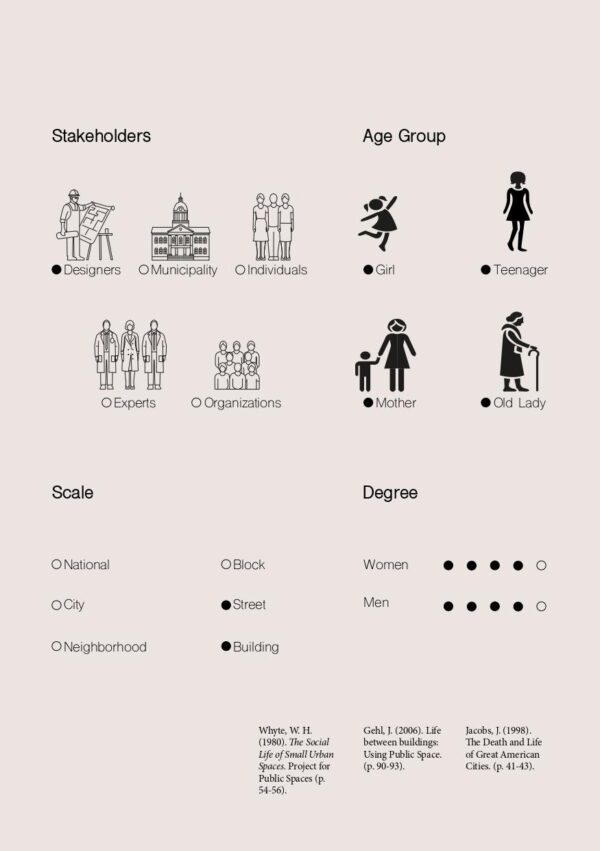 Stakeholders
Age Group
Designers
Municipality
Individuals
Girl
Teenager
Experts
Organizations
Mother
Old Lady
Scale
Degree
National
Block
Women
City
Street
Men
Neighborhood
Building
Whyte, W. H.
(1980). The Social
Life of Small Urban
Spaces. Project for
Public Spaces (p.
54-56).
Gehl, J. (2006). Life
between buildings:
Using Public Space.
(p. 90-93).
Jacobs, J. (1998).
The Death and Life
of Great American
Cities. (p. 41-43).